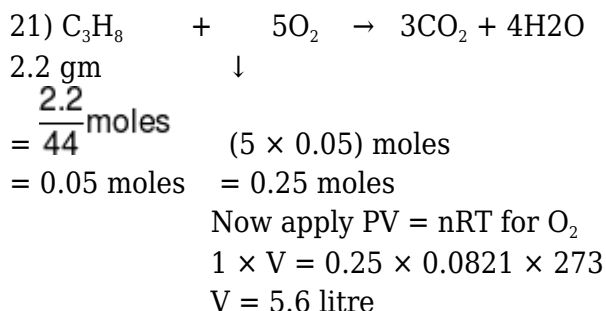 21) C₃H₈ + 5O₂ → 3CO₂ + 4H2O
2.2 gm ↓
= 2.2/44 moles (5 × 0.05) moles
= 0.05 moles = 0.25 moles
Now apply PV = nRT for O₂
1 × V = 0.25 × 0.0821 × 273
V = 5.6 litre